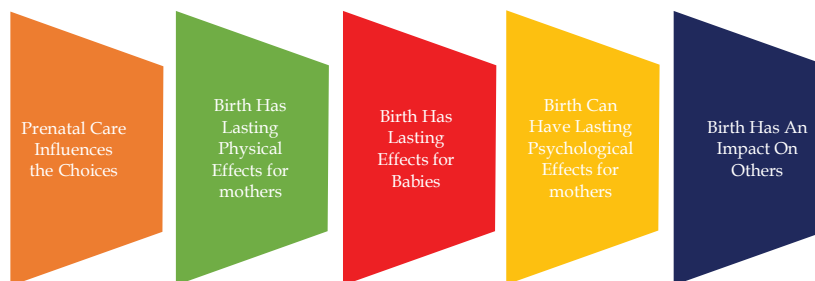 Prenatal Care
Influences
the Choices
Birth Has
Lasting
Physical
Effects for
mothers
Birth Has
Lasting
Effects for
Babies
Birth Can
Have Lasting
Psychological
Effects for
mothers
Birth Has An
Impact On
Others